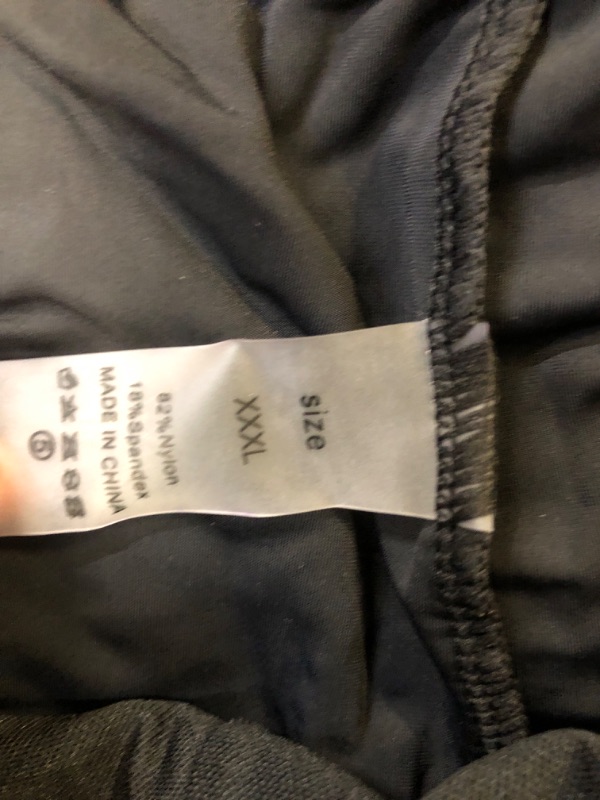 size
XXXL
82%Nylon
18%Spandex
MADE IN CHINA